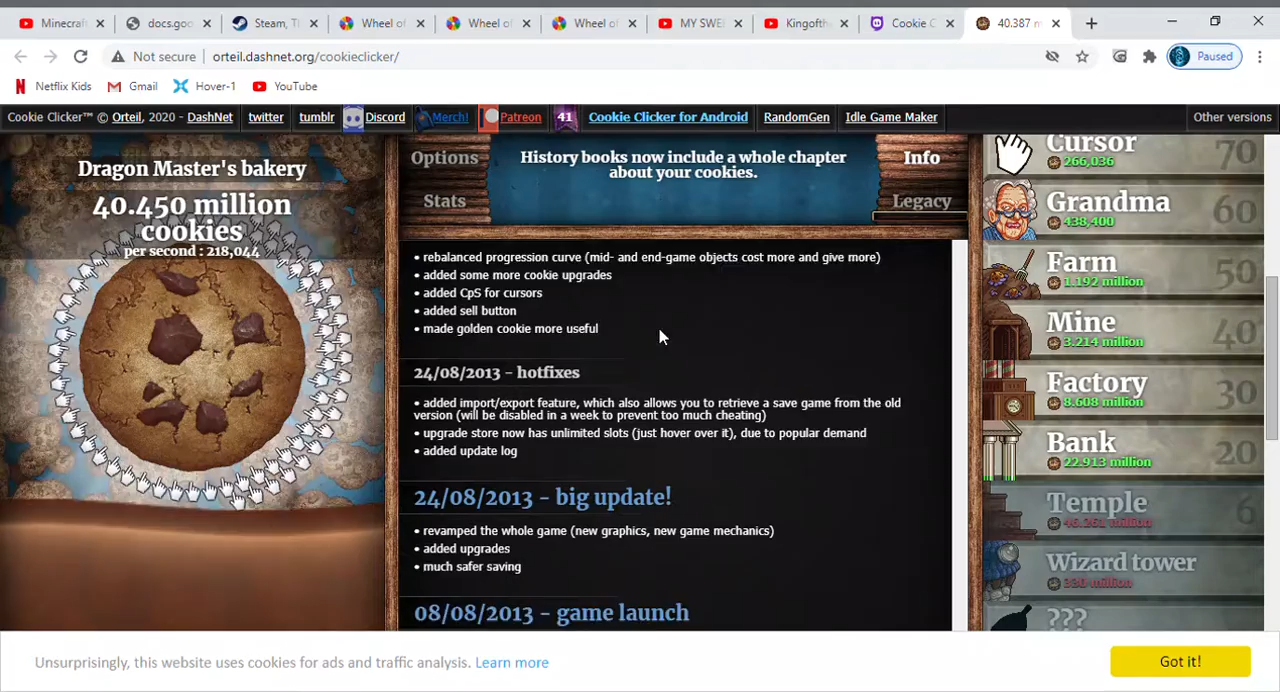 Minecraft
docs.goo
Steam, T
Wheel of
Wheel of
Wheel of
MY SWE
Kingofth
Cookie C
40.387 m
Not secure
orteil.dashnet.org/cookieclicker/
Paused
Netflix Kids
Gmail
Hover-1
YouTube
Cookie Clicker™ © Orteil, 2020 - DashNet
twitter
tumblr
Discord
Merch!
Patreon
41
Cookie Clicker for Android
RandomGen
Idle Game Maker
Other versions
Dragon Master's bakery
40.450 million
cookies
per second : 218,044
Options
Stats
History books now include a whole chapter
about your cookies.
Info
Legacy
• rebalanced progression curve (mid- and end-game objects cost more and give more)
• added some more cookie upgrades
• added CpS for cursors
• added sell button
• made golden cookie more useful
24/08/2013 - hotfixes
• added import/export feature, which also allows you to retrieve a save game from the old
version (will be disabled in a week to prevent too much cheating)
• upgrade store now has unlimited slots (just hover over it), due to popular demand
• added update log
24/08/2013 - big update!
• revamped the whole game (new graphics, new game mechanics)
• added upgrades
• much safer saving
08/08/2013 - game launch
Cursor
266,036
70
Grandma
438,400
60
Farm
1.192 million
50
Mine
3.214 million
40
Factory
8.608 million
30
Bank
22.913 million
20
Temple
46.261 million
6
Wizard tower
330 million
???
Unsurprisingly, this website uses cookies for ads and traffic analysis. Learn more
Got it!